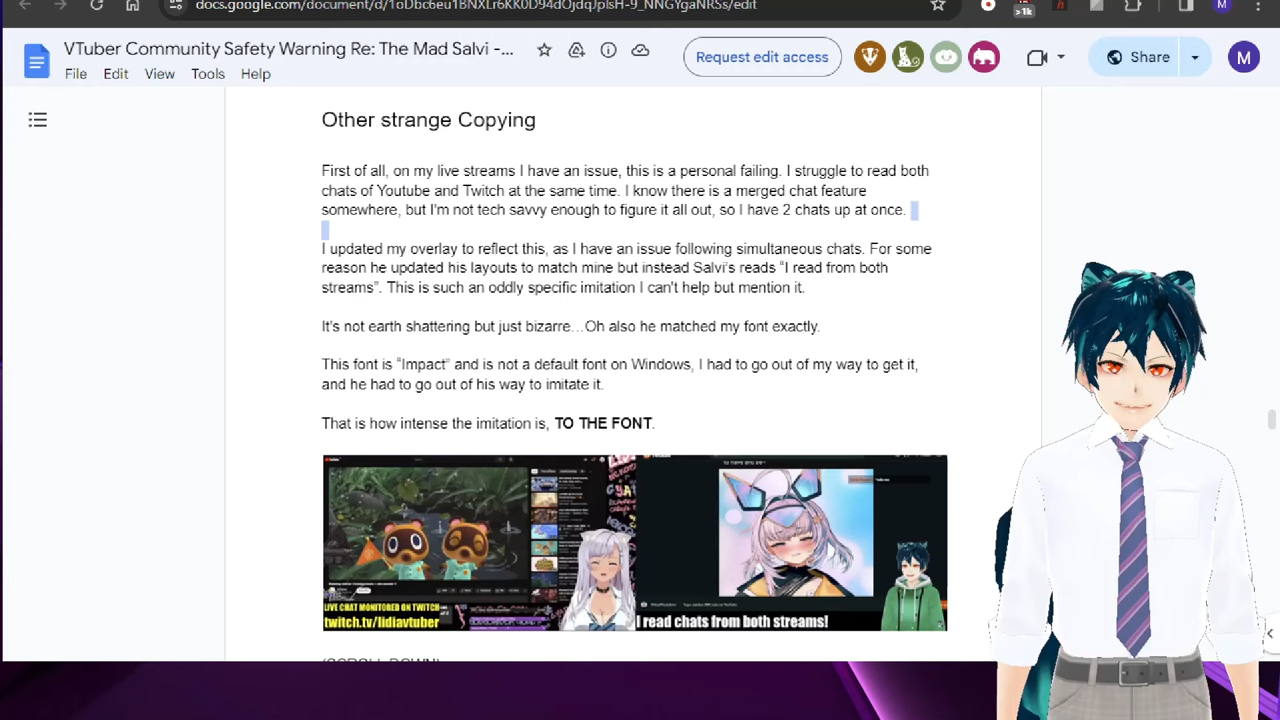 docs.google.com/document/d/
>1k
VTuber Community Safety Warning Re: The Mad Salvi -...
Request edit access
Share
M
File Edit View Tools Help
Other strange Copying
First of all, on my live streams I have an issue, this is a personal failing. I struggle to read both
chats of Youtube and Twitch at the same time. I know there is a merged chat feature
somewhere, but I'm not tech savvy enough to figure it all out, so I have 2 chats up at once.
I updated my overlay to reflect this, as I have an issue following simultaneous chats. For some
reason he updated his layouts to match mine but instead Salvi's reads “I read from both
streams”. This is such an oddly specific imitation I can't help but mention it.
It's not earth shattering but just bizarre…Oh also he matched my font exactly.
This font is “Impact” and is not a default font on Windows, I had to go out of my way to get it,
and he had to go out of his way to imitate it.
That is how intense the imitation is, TO THE FONT.
LIVE CHAT MONITORED ON TWITCH
twitch.tv/lidiavtuber
I read chats from both streams!
(SCROLL DOWN)